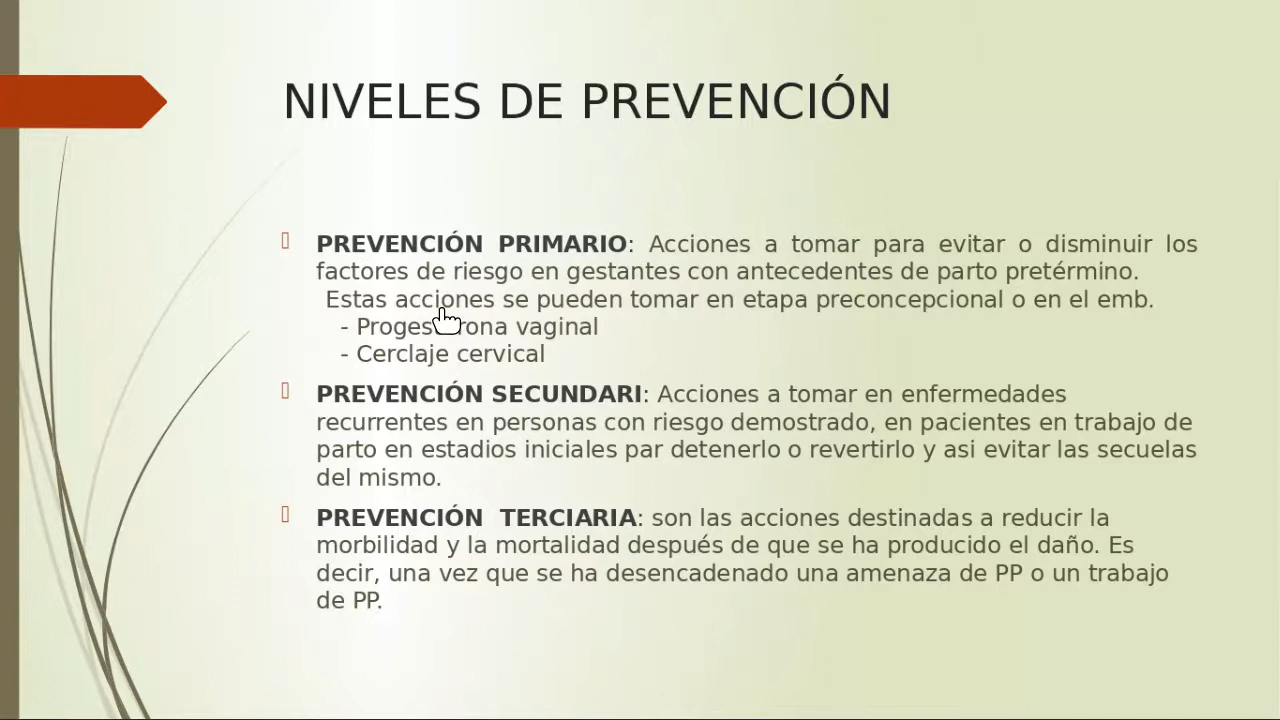 NIVELES DE PREVENCIÓN
PREVENCIÓN PRIMARIO: Acciones a tomar para evitar o disminuir los
factores de riesgo en gestantes con antecedentes de parto pretérmino.
Estas acciones se pueden tomar en etapa preconcepcional o en el emb.
- Progesterona vaginal
- Cerclaje cervical
PREVENCIÓN SECUNDARI: Acciones a tomar en enfermedades
recurrentes en personas con riesgo demostrado, en pacientes en trabajo de
parto en estadios iniciales par detenerlo o revertirlo y asi evitar las secuelas
del mismo.
PREVENCIÓN TERCIARIA: son las acciones destinadas a reducir la
morbilidad y la mortalidad después de que se ha producido el daño. Es
decir, una vez que se ha desencadenado una amenaza de PP o un trabajo
de PP.